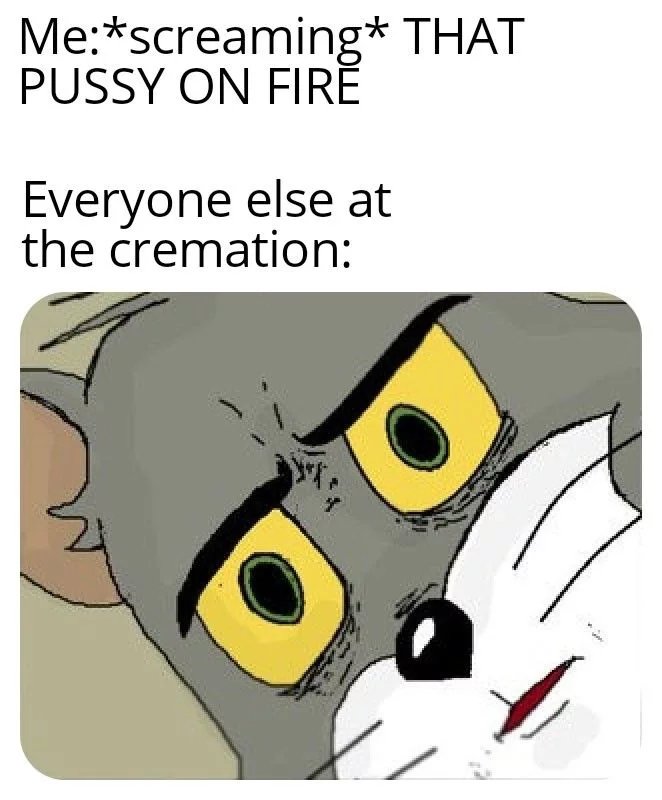 Me:*screaming* THAT
PUSSY ON FIRE
Everyone else at
the cremation: